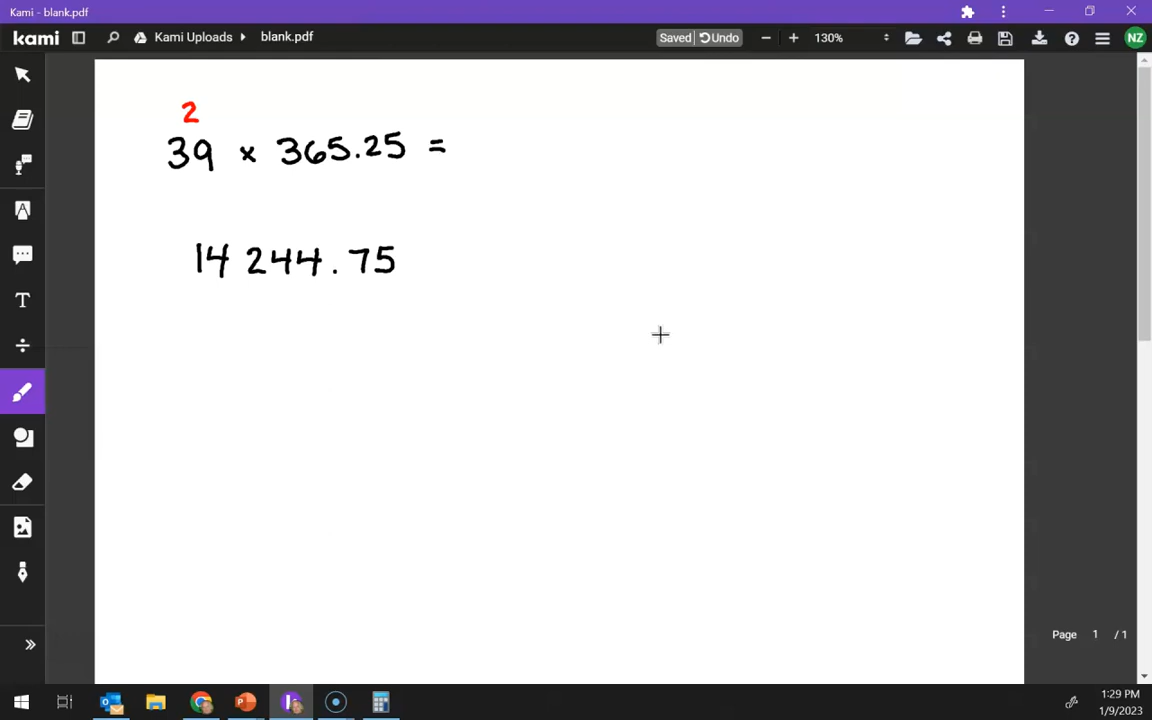 Kami - blank.pdf
kami Kami Uploads blank.pdf Saved Undo 130% NZ
2
39 × 365.25 =
14 244.75
Page 1 / 1
1:29 PM
1/9/2023